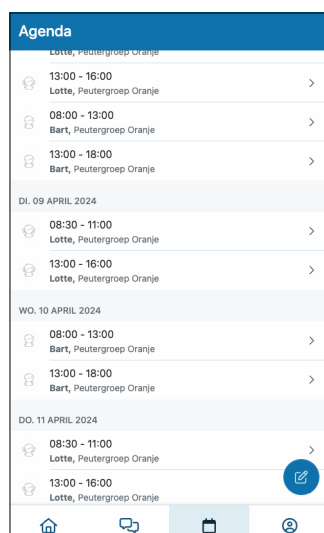 Agenda
Lotte, Peutergroep Oranje
13:00 - 16:00
Lotte, Peutergroep Oranje
08:00 - 13:00
Bart, Peutergroep Oranje
13:00 - 18:00
Bart, Peutergroep Oranje
DI. 09 APRIL 2024
08:30 - 11:00
Lotte, Peutergroep Oranje
13:00 - 16:00
Lotte, Peutergroep Oranje
WO. 10 APRIL 2024
08:00 - 13:00
Bart, Peutergroep Oranje
13:00 - 18:00
Bart, Peutergroep Oranje
DO. 11 APRIL 2024
08:30 - 11:00
Lotte, Peutergroep Oranje
13:00 - 16:00
Lotte, Peutergroep Oranje